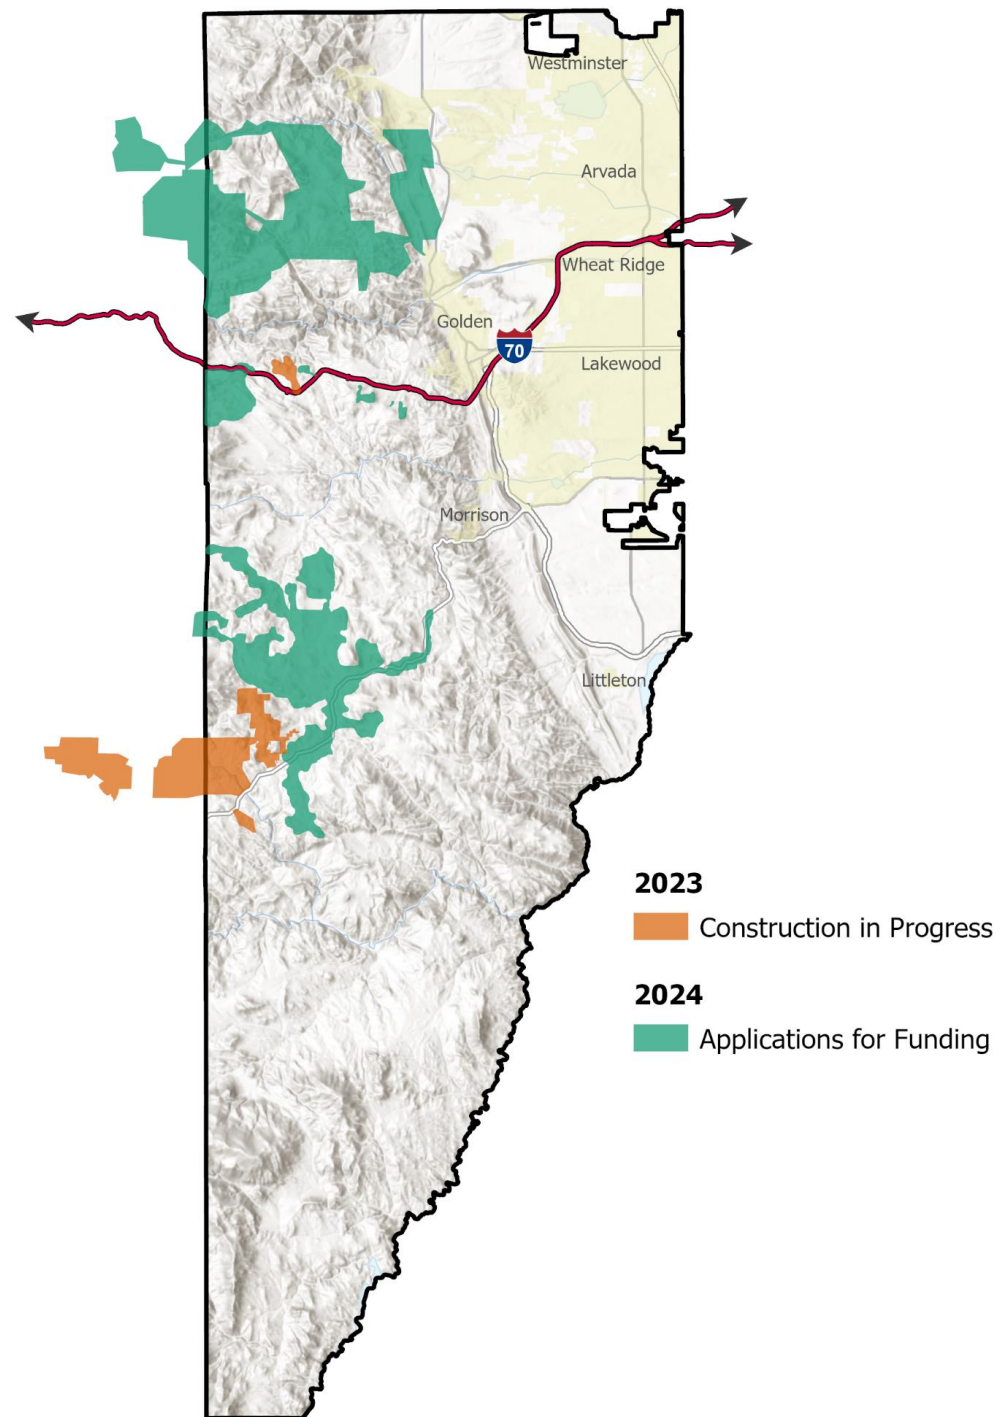 Westminster
Arvada
Wheat Ridge
Golden
70
Lakewood
Morrison
Littleton
2023
Construction in Progress
2024
Applications for Funding